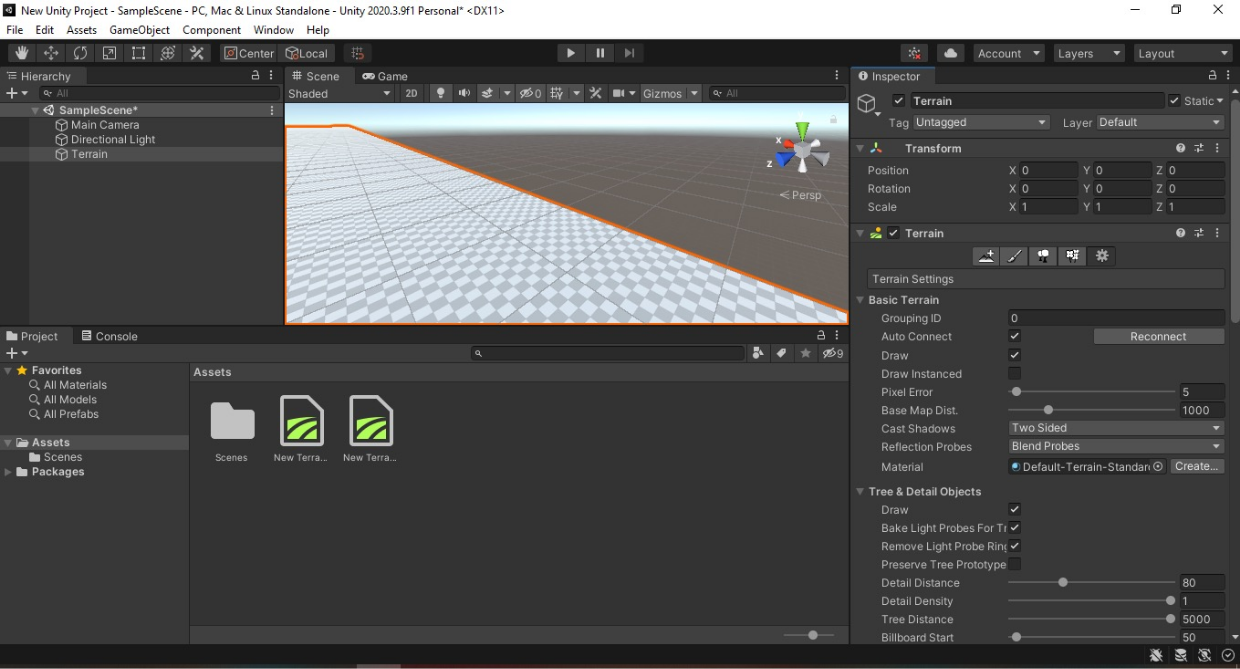 New Unity Project - SampleScene - PC, Mac & Linux Standalone - Unity 2020.3.9f1 Personal* <DX11>
File Edit Assets GameObject Component Window Help
Center Local Account Layers Layout
Hierarchy
All
SampleScene*
Main Camera
Directional Light
Terrain
Scene Game
Shaded 2D 0 Gizmos All
x
z
Persp
Inspector
Terrain Static
Tag Untagged Layer Default
Transform
Position X 0 Y 0 Z 0
Rotation X 0 Y 0 Z 0
Scale X 1 Y 1 Z 1
Terrain
Terrain Settings
Basic Terrain
Grouping ID 0
Auto Connect Reconnect
Draw
Draw Instanced
Pixel Error 5
Base Map Dist. 1000
Cast Shadows Two Sided
Reflection Probes Blend Probes
Material Default-Terrain-Standar Create...
Tree & Detail Objects
Draw
Bake Light Probes For Tr
Remove Light Probe Ring
Preserve Tree Prototype
Detail Distance 80
Detail Density 1
Tree Distance 5000
Billboard Start 50
Project Console
9
Favorites
All Materials
All Models
All Prefabs
Assets
Scenes
Packages
Assets
Scenes New Terra... New Terra...